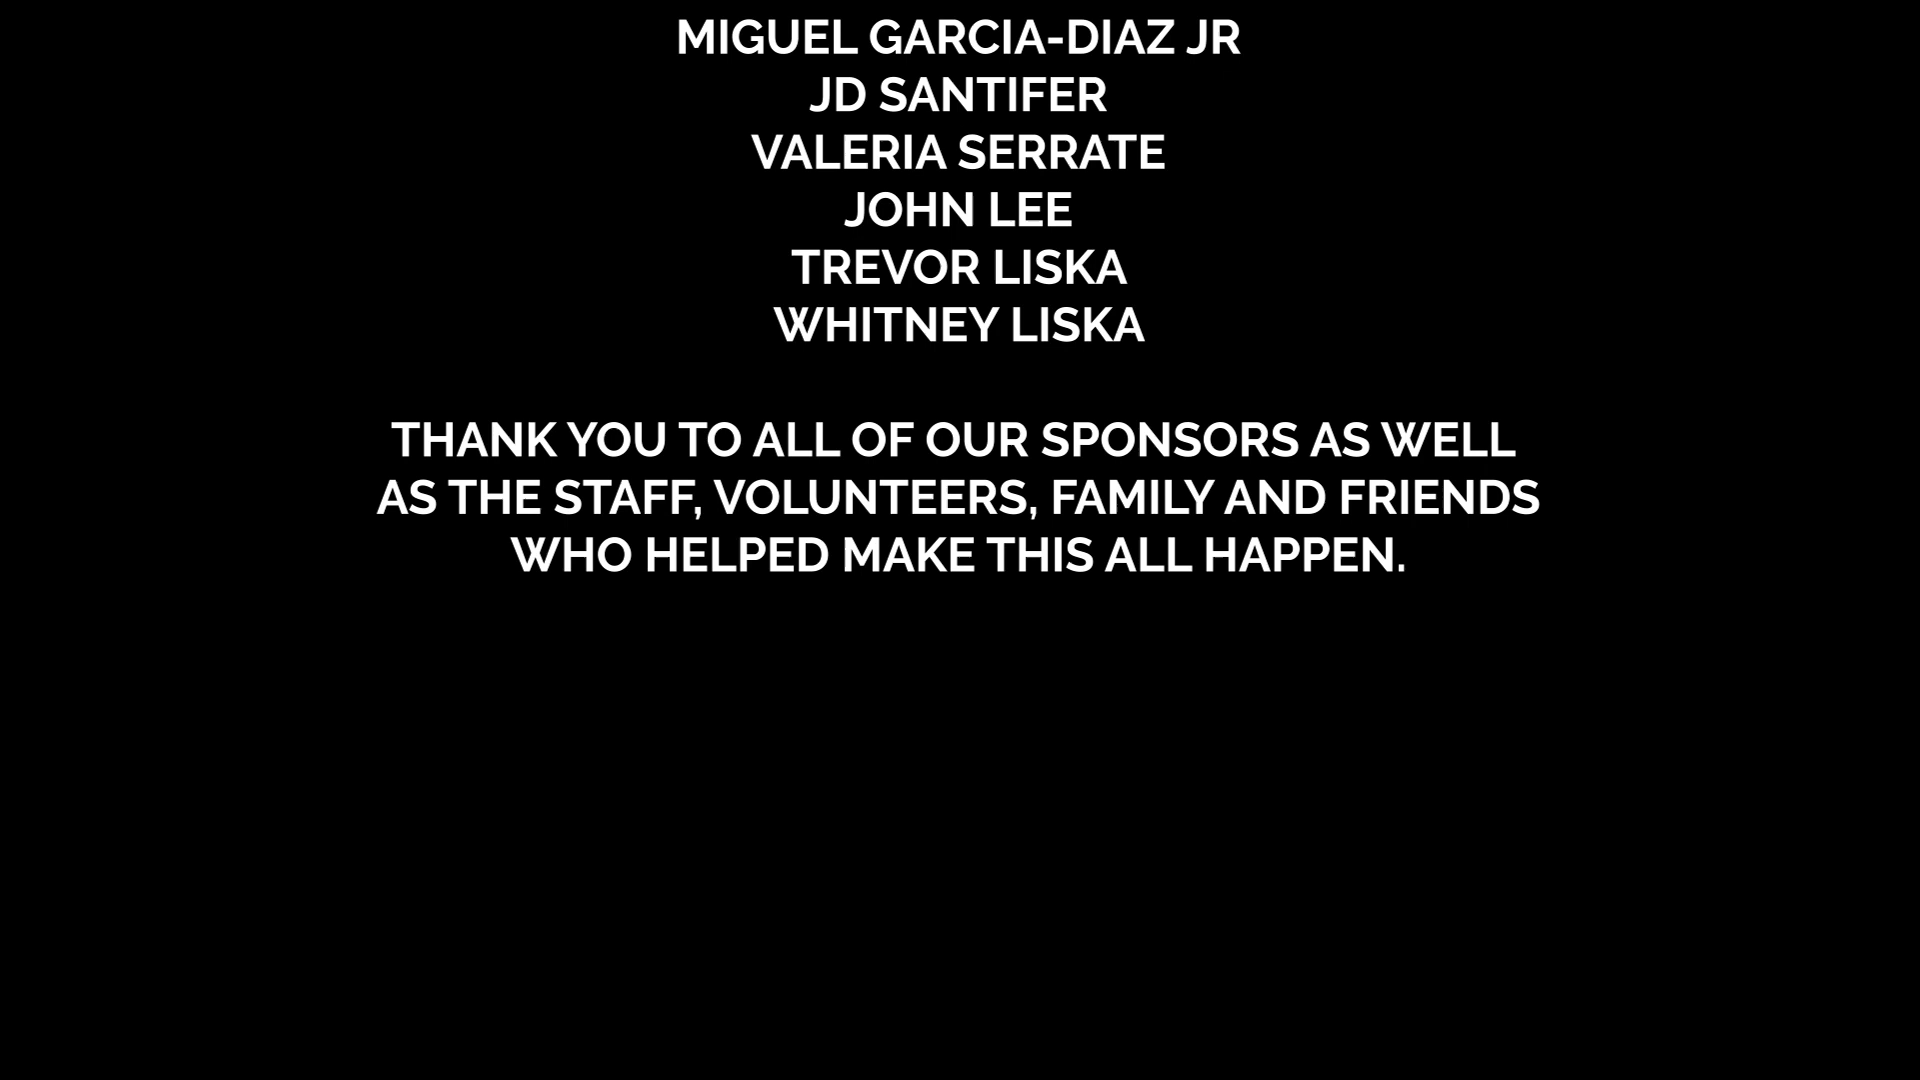 MIGUEL GARCIA-DIAZ JR
JD SANTIFER
VALERIA SERRATE
JOHN LEE
TREVOR LISKA
WHITNEY LISKA
THANK YOU TO ALL OF OUR SPONSORS AS WELL
AS THE STAFF, VOLUNTEERS, FAMILY AND FRIENDS
WHO HELPED MAKE THIS ALL HAPPEN.